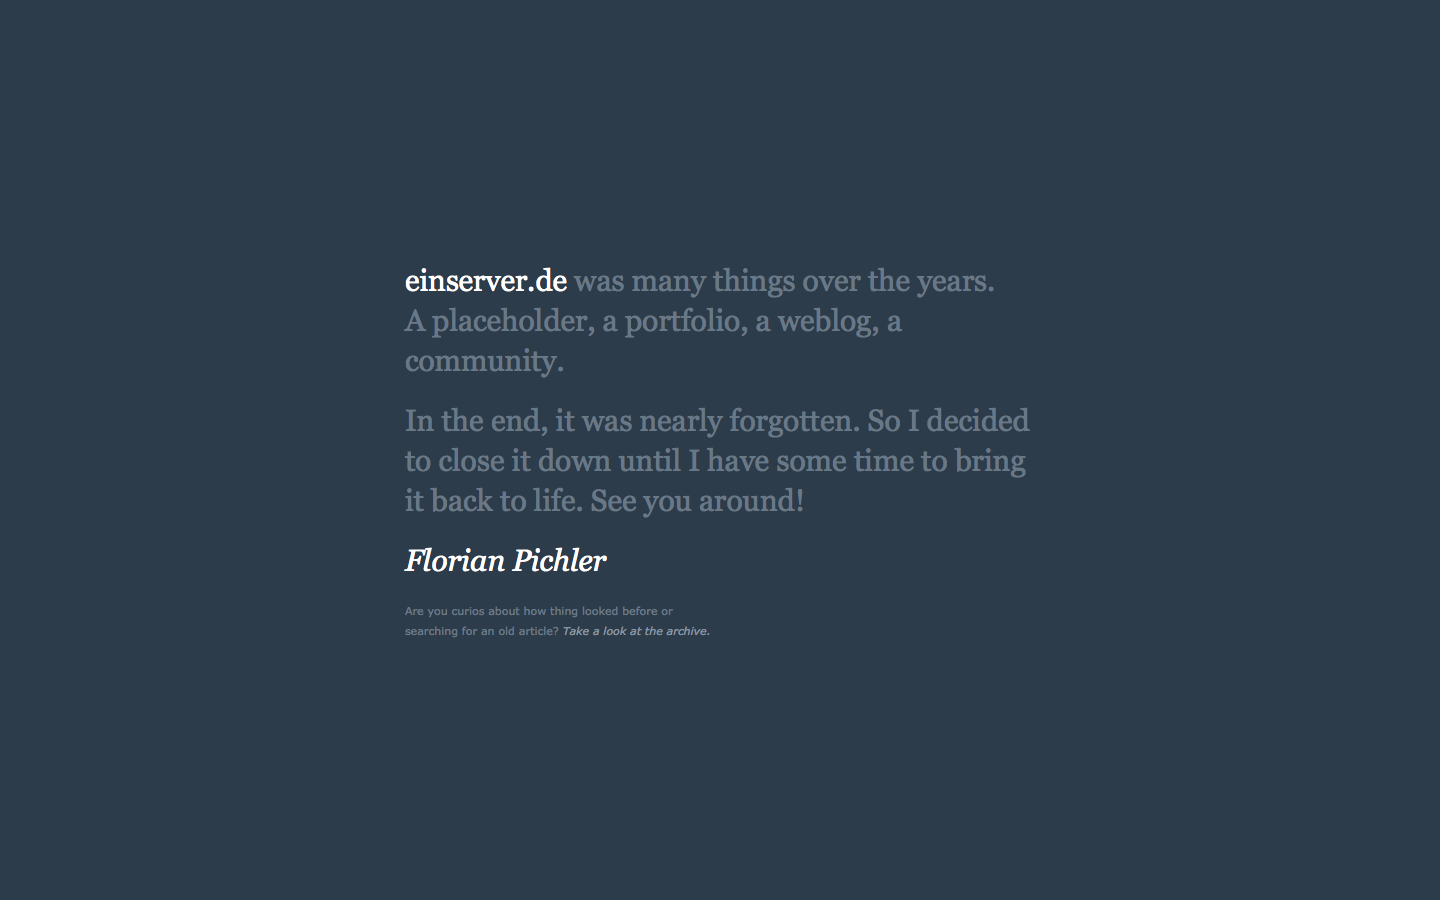 einserver.de was many things over the years.
A placeholder, a portfolio, a weblog, a
community.
In the end, it was nearly forgotten. So I decided
to close it down until I have some time to bring
it back to life. See you around!
Florian Pichler
Are you curios about how thing looked before or
searching for an old article? Take a look at the archive.